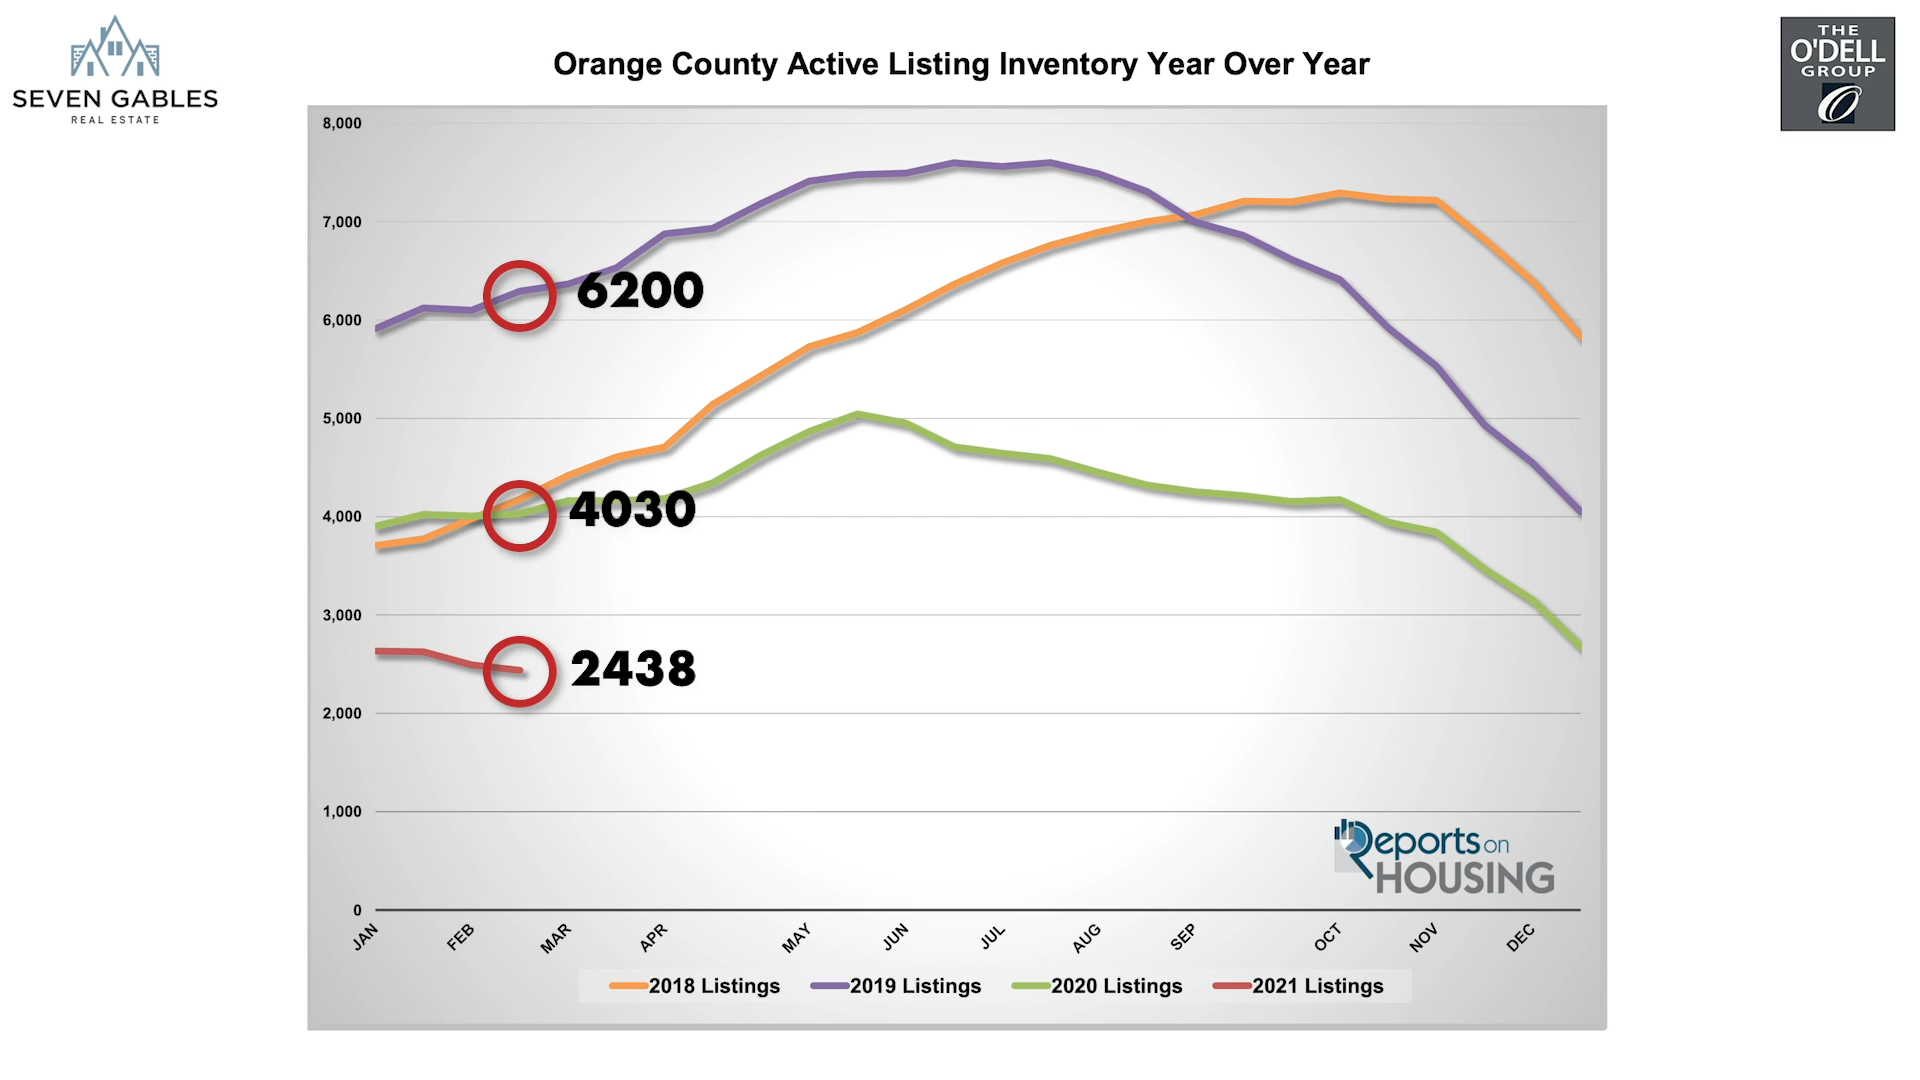 SEVEN GABLES
REAL ESTATE
Orange County Active Listing Inventory Year Over Year
THE
O'DELL
GROUP
O
8,000
7,000
6,000
5,000
4,000
3,000
2,000
1,000
0
6200
4030
2438
Reports on
HOUSING
JAN FEB MAR APR MAY JUN JUL AUG SEP OCT NOV DEC
2018 Listings 2019 Listings 2020 Listings 2021 Listings